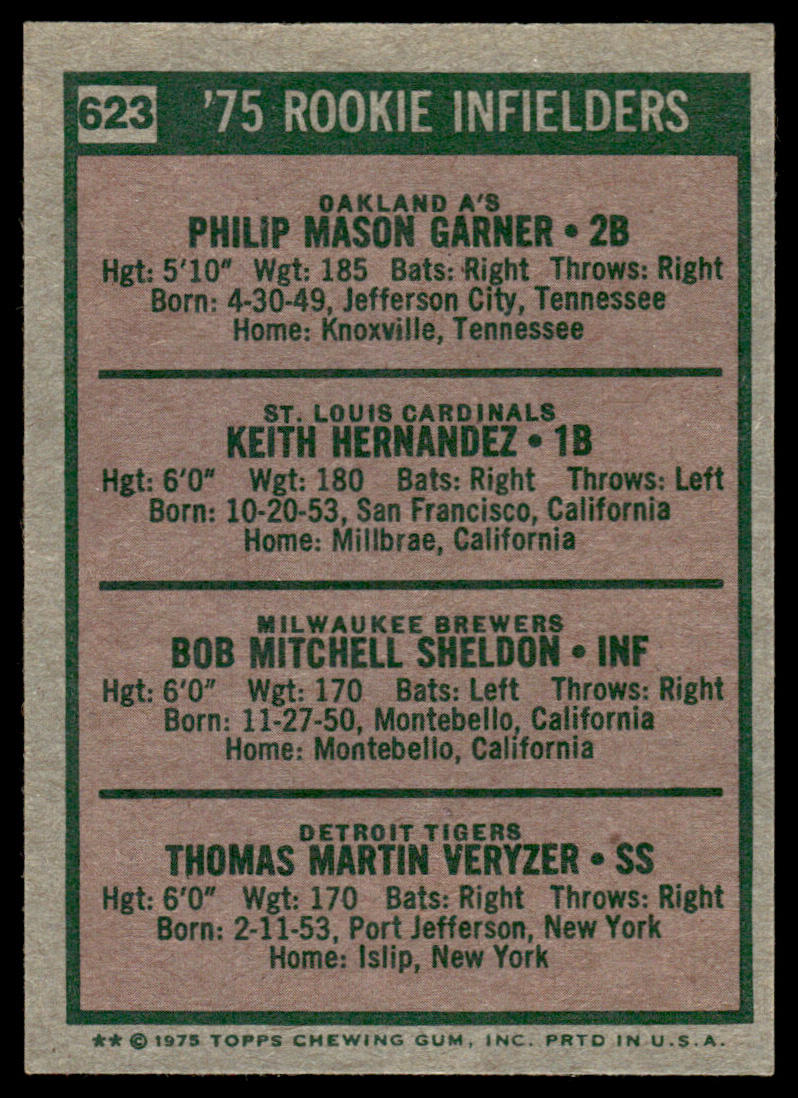 623 '75 ROOKIE INFIELDERS
OAKLAND A'S
PHILIP MASON GARNER • 2B
Hgt: 5'10" Wgt: 185 Bats: Right Throws: Right
Born: 4-30-49, Jefferson City, Tennessee
Home: Knoxville, Tennessee
ST. LOUIS CARDINALS
KEITH HERNANDEZ • 1B
Hgt: 6'0" Wgt: 180 Bats: Right Throws: Left
Born: 10-20-53, San Francisco, California
Home: Millbrae, California
MILWAUKEE BREWERS
BOB MITCHELL SHELDON • INF
Hgt: 6'0" Wgt: 170 Bats: Left Throws: Right
Born: 11-27-50, Montebello, California
Home: Montebello, California
DETROIT TIGERS
THOMAS MARTIN VERYZER • SS
Hgt: 6'0" Wgt: 170 Bats: Right Throws: Right
Born: 2-11-53, Port Jefferson, New York
Home: Islip, New York
** © 1975 TOPPS CHEWING GUM, INC. PRTD IN U.S.A.